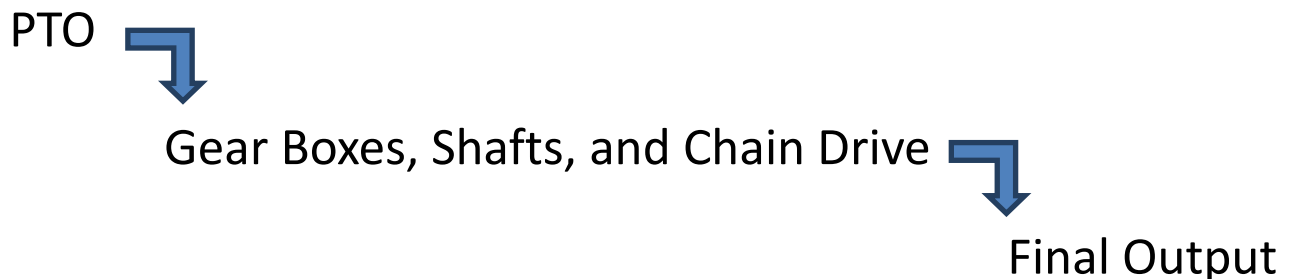 PTO
Gear Boxes, Shafts, and Chain Drive
Final Output